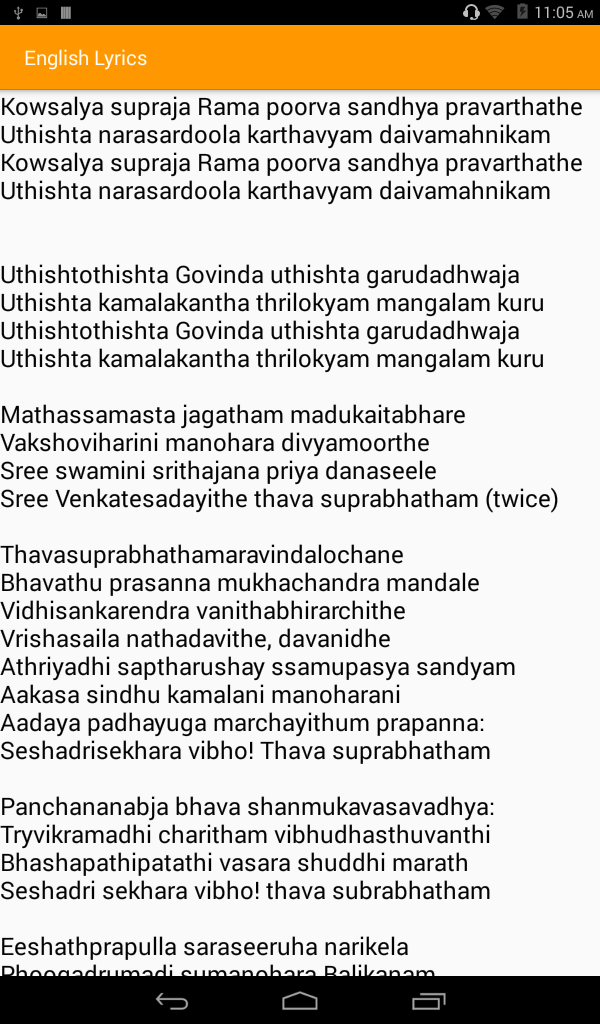 11:05 AM
English Lyrics
Kowsalya supraja Rama poorva sandhya pravarthathe
Uthishta narasardoola karthavyam daivamahnikam
Kowsalya supraja Rama poorva sandhya pravarthathe
Uthishta narasardoola karthavyam daivamahnikam
Uthishtothishta Govinda uthishta garudadhwaja
Uthishta kamalakantha thrilokyam mangalam kuru
Uthishtothishta Govinda uthishta garudadhwaja
Uthishta kamalakantha thrilokyam mangalam kuru
Mathassamasta jagatham madukaitabhare
Vakshoviharini manohara divyamoorthe
Sree swamini srithajana priya danaseele
Sree Venkatesadayithe thava suprabhatham (twice)
Thavasuprabhathamaravindalochane
Bhavathu prasanna mukhachandra mandale
Vidhisankarendra vanithabhirarchithe
Vrishasaila nathadavithe, davanidhe
Athriyadhi saptharushay ssamupasya sandyam
Aakasa sindhu kamalani manoharani
Aadaya padhayuga marchayithum prapanna:
Seshadrisekhara vibho! Thava suprabhatham
Panchananabja bhava shanmukavasavadhya:
Tryvikramadhi charitham vibhudhasthuvanthi
Bhashapathipatathi vasara shuddhi marath
Seshadri sekhara vibho! thava subrabhatham
Eeshathprapulla saraseeruha narikela
Phoogadrumadi sumanohara Balikanam